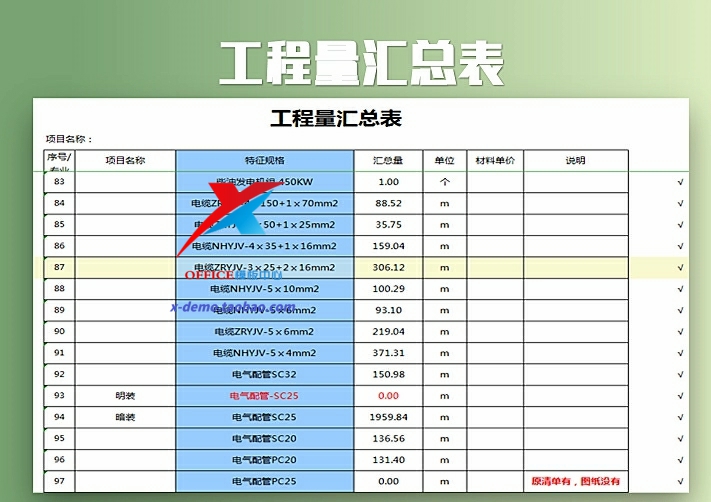 工程量汇总表
工程量汇总表
项目名称：
序号/专业 项目名称 特征规格 汇总量 单位 材料单价 说明
83 柴油发电机组 450KW 1.00 个 √
84 电缆ZR 150+1×70mm2 88.52 m √
85 电 50+1×25mm2 35.75 m √
86 电缆NHYJV-4×35+1×16mm2 159.04 m √
87 电缆ZRYJV-3×25+2×16mm2 306.12 m √
OFFICE模板中心
88 电缆NHYJV-5×10mm2 100.29 m √
x-demo.taobao.com
89 电缆NHYJV-5×6mm2 93.10 m √
90 电缆ZRYJV-5×6mm2 219.04 m √
91 电缆NHYJV-5×4mm2 371.31 m √
92 电气配管SC32 150.98 m √
93 明装 电气配管-SC25 0.00 m √
94 暗装 电气配管SC25 1959.84 m √
95 电气配管SC20 136.56 m √
96 电气配管PC20 131.40 m √
97 电气配管PC25 0.00 m 原清单有，图纸没有 √